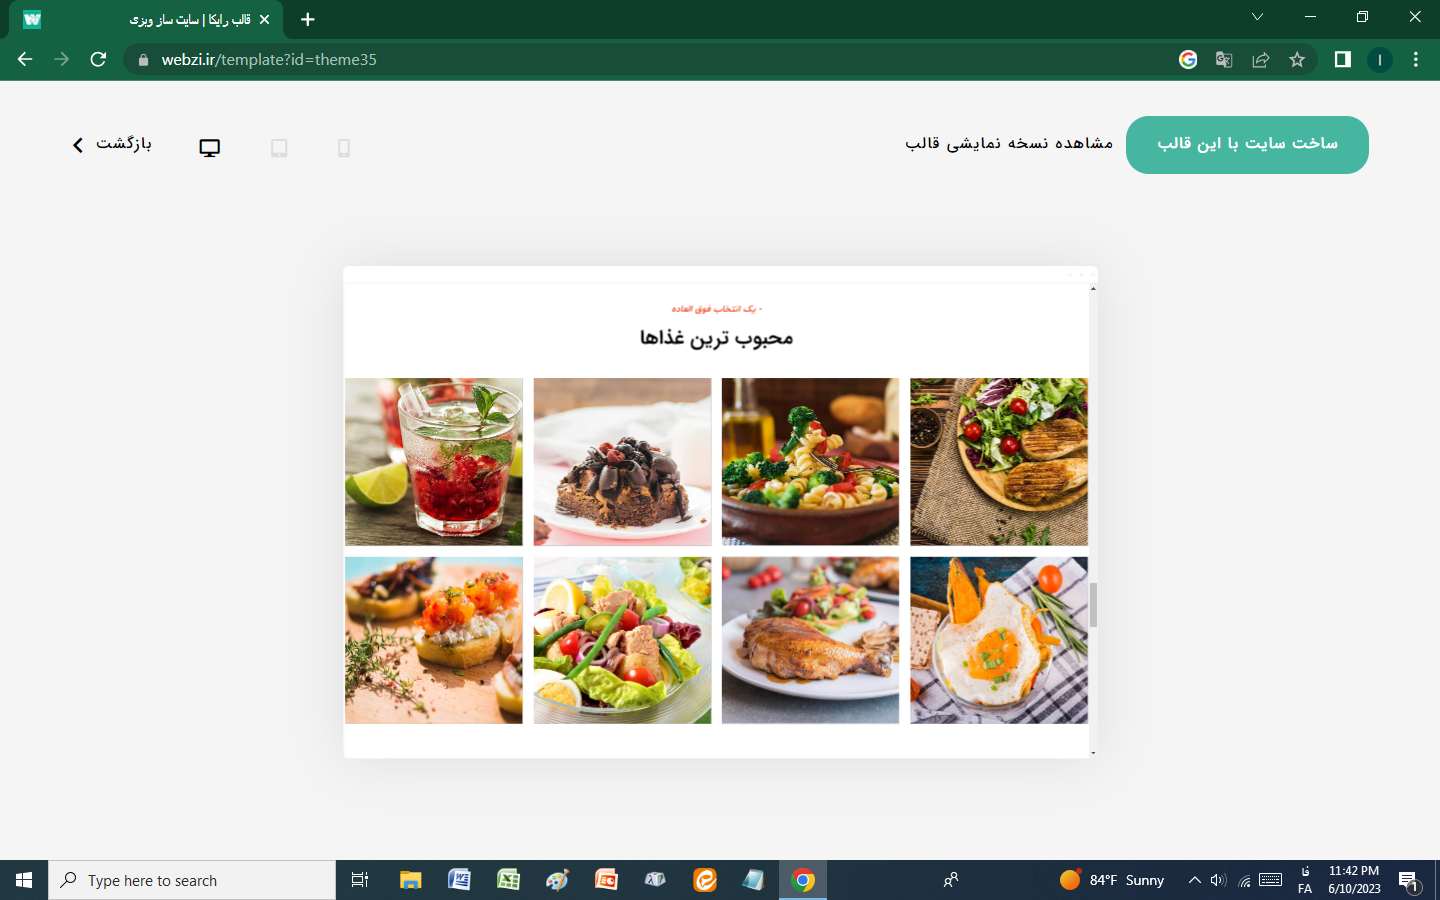 قالب رایکا | سایت ساز وبزی
webzi.ir/template?id=theme35
ساخت سایت با این قالب
مشاهده نسخه نمایشی قالب
بازگشت
- یک انتخاب فوق العاده
محبوب ترین غذاها
Type here to search
84°F Sunny
فا
FA
11:42 PM
6/10/2023
1